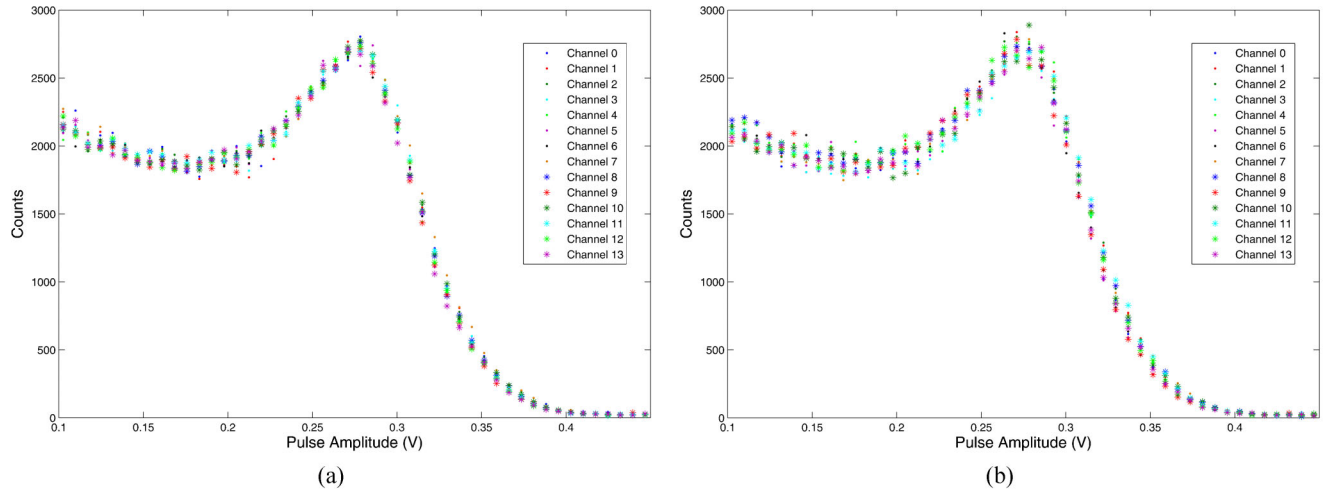 3000
2500
2000
1500
1000
500
0
0.1
0.15
0.2
0.25
0.3
0.35
0.4
Counts
Pulse Amplitude (V)
Channel 0
Channel 1
Channel 2
Channel 3
Channel 4
Channel 5
Channel 6
Channel 7
Channel 8
Channel 9
Channel 10
Channel 11
Channel 12
Channel 13
(a)
3000
2500
2000
1500
1000
500
0
0.1
0.15
0.2
0.25
0.3
0.35
0.4
Counts
Pulse Amplitude (V)
Channel 0
Channel 1
Channel 2
Channel 3
Channel 4
Channel 5
Channel 6
Channel 7
Channel 8
Channel 9
Channel 10
Channel 11
Channel 12
Channel 13
(b)